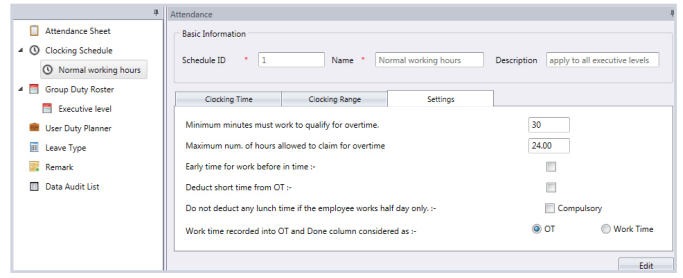 Attendance
Attendance Sheet
Clocking Schedule
Normal working hours
Group Duty Roster
Executive level
User Duty Planner
Leave Type
Remark
Data Audit List
Basic Information
Schedule ID * 1 Name * Normal working hours Description apply to all executive levels
Clocking Time Clocking Range Settings
Minimum minutes must work to qualify for overtime. 30
Maximum num. of hours allowed to claim for overtime 24.00
Early time for work before in time :-
Deduct short time from OT :-
Do not deduct any lunch time if the employee works half day only. :- Compulsory
Work time recorded into OT and Done column considered as :- OT Work Time
Edit